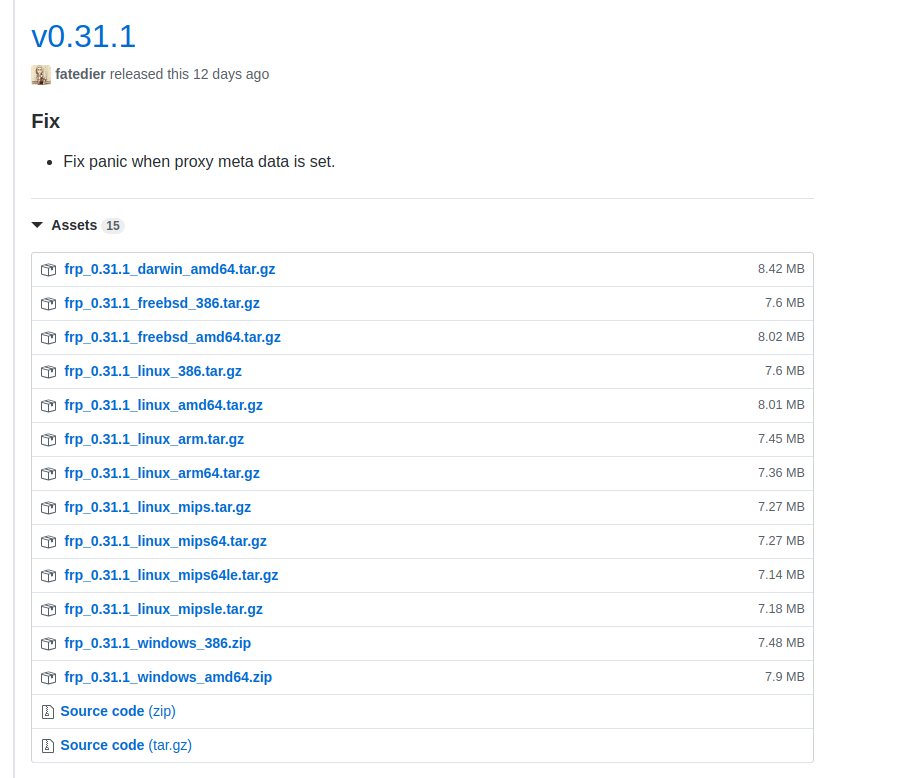 v0.31.1
fatedier released this 12 days ago
Fix
Fix panic when proxy meta data is set.
Assets 15
frp_0.31.1_darwin_amd64.tar.gz 8.42 MB
frp_0.31.1_freebsd_386.tar.gz 7.6 MB
frp_0.31.1_freebsd_amd64.tar.gz 8.02 MB
frp_0.31.1_linux_386.tar.gz 7.6 MB
frp_0.31.1_linux_amd64.tar.gz 8.01 MB
frp_0.31.1_linux_arm.tar.gz 7.45 MB
frp_0.31.1_linux_arm64.tar.gz 7.36 MB
frp_0.31.1_linux_mips.tar.gz 7.27 MB
frp_0.31.1_linux_mips64.tar.gz 7.27 MB
frp_0.31.1_linux_mips64le.tar.gz 7.14 MB
frp_0.31.1_linux_mipsle.tar.gz 7.18 MB
frp_0.31.1_windows_386.zip 7.48 MB
frp_0.31.1_windows_amd64.zip 7.9 MB
Source code (zip)
Source code (tar.gz)